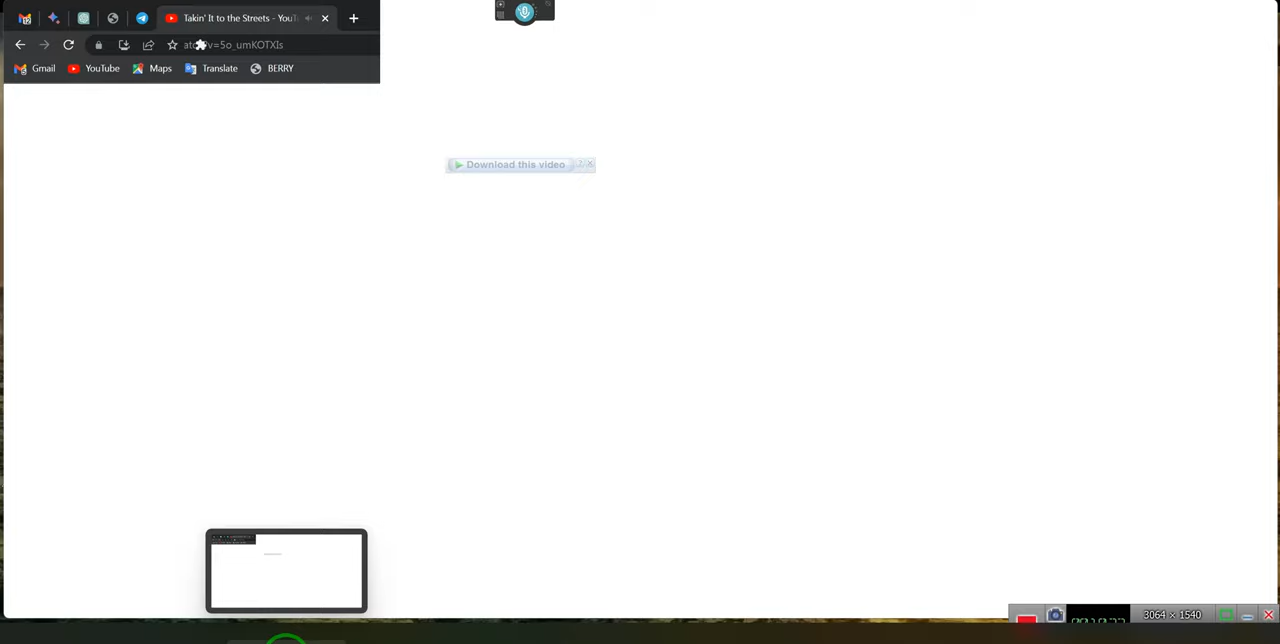 Takin' It to the Streets - YouT
v=5o_umKOTXIs
Gmail YouTube Maps Translate BERRY
Download this video
3064 × 1540